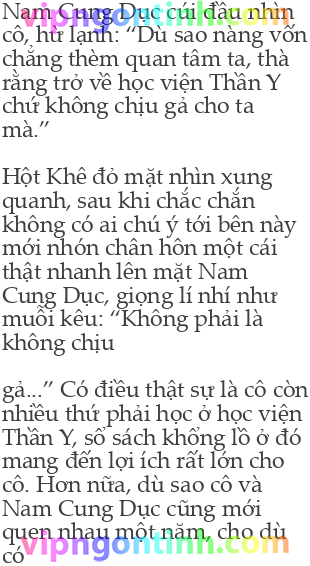 Nam Cung Dục cúi đầu nhìn
cô, hừ lạnh: “Dù sao nàng vốn
chẳng thèm quan tâm ta, thà
rằng trở về học viện Thần Y
chứ không chịu gả cho ta
mà.”
Hột Khê đỏ mặt nhìn xung
quanh, sau khi chắc chắn
không có ai chú ý tới bên này
mới nhón chân hôn một cái
thật nhanh lên mặt Nam
Cung Dục, giọng lí nhí như
muỗi kêu: “Không phải là
không chịu
gả...” Có điều thật sự là cô còn
nhiều thứ phải học ở học viện
Thần Y, sổ sách khổng lồ ở đó
mang đến lợi ích rất lớn cho
cô. Hơn nữa, dù sao cô và
Nam Cung Dục cũng mới
quen nhau một năm, cho dù
có
vipngontinh.com
vipngontinh.com